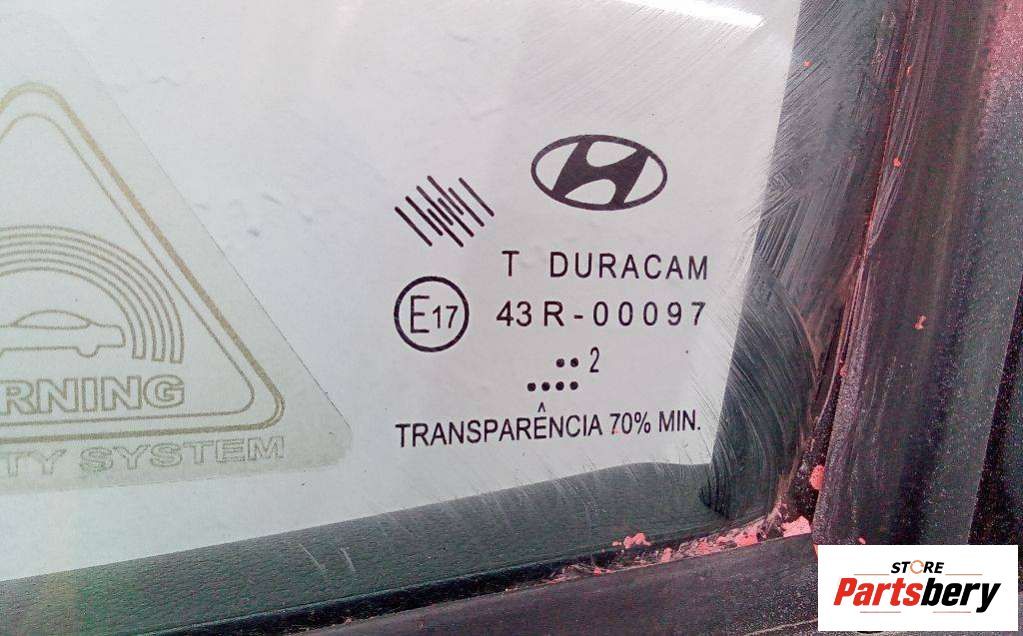 T DURACAM
E17 43R-00097
•• 2
••••
TRANSPARÊNCIA 70% MIN.
RNING
TY SYSTEM
STORE
Partsbery